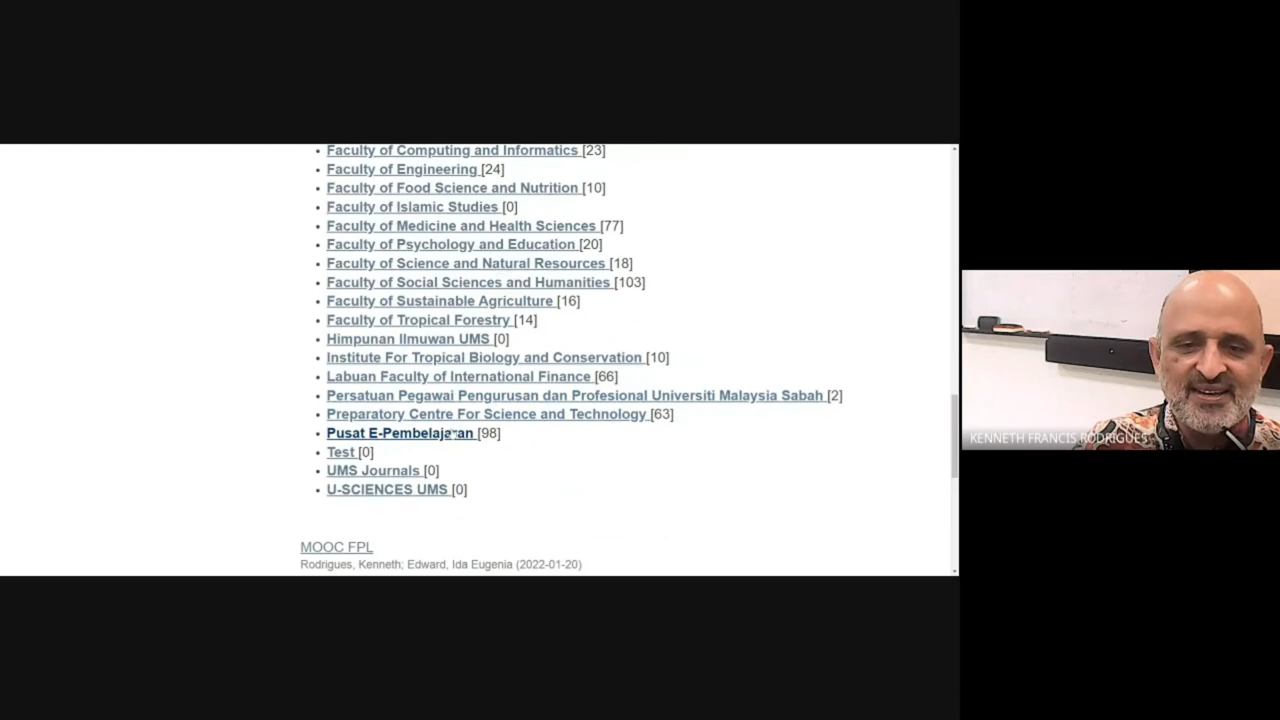 Faculty of Computing and Informatics [23]
Faculty of Engineering [24]
Faculty of Food Science and Nutrition [10]
Faculty of Islamic Studies [0]
Faculty of Medicine and Health Sciences [77]
Faculty of Psychology and Education [20]
Faculty of Science and Natural Resources [18]
Faculty of Social Sciences and Humanities [103]
Faculty of Sustainable Agriculture [16]
Faculty of Tropical Forestry [14]
Himpunan Ilmuwan UMS [0]
Institute For Tropical Biology and Conservation [10]
Labuan Faculty of International Finance [66]
Persatuan Pegawai Pengurusan dan Profesional Universiti Malaysia Sabah [2]
Preparatory Centre For Science and Technology [63]
Pusat E-Pembelajaran [98]
Test [0]
UMS Journals [0]
U-SCIENCES UMS [0]
MOOC FPL
Rodrigues, Kenneth; Edward, Ida Eugenia (2022-01-20)
KENNETH FRANCIS RODRIGUES